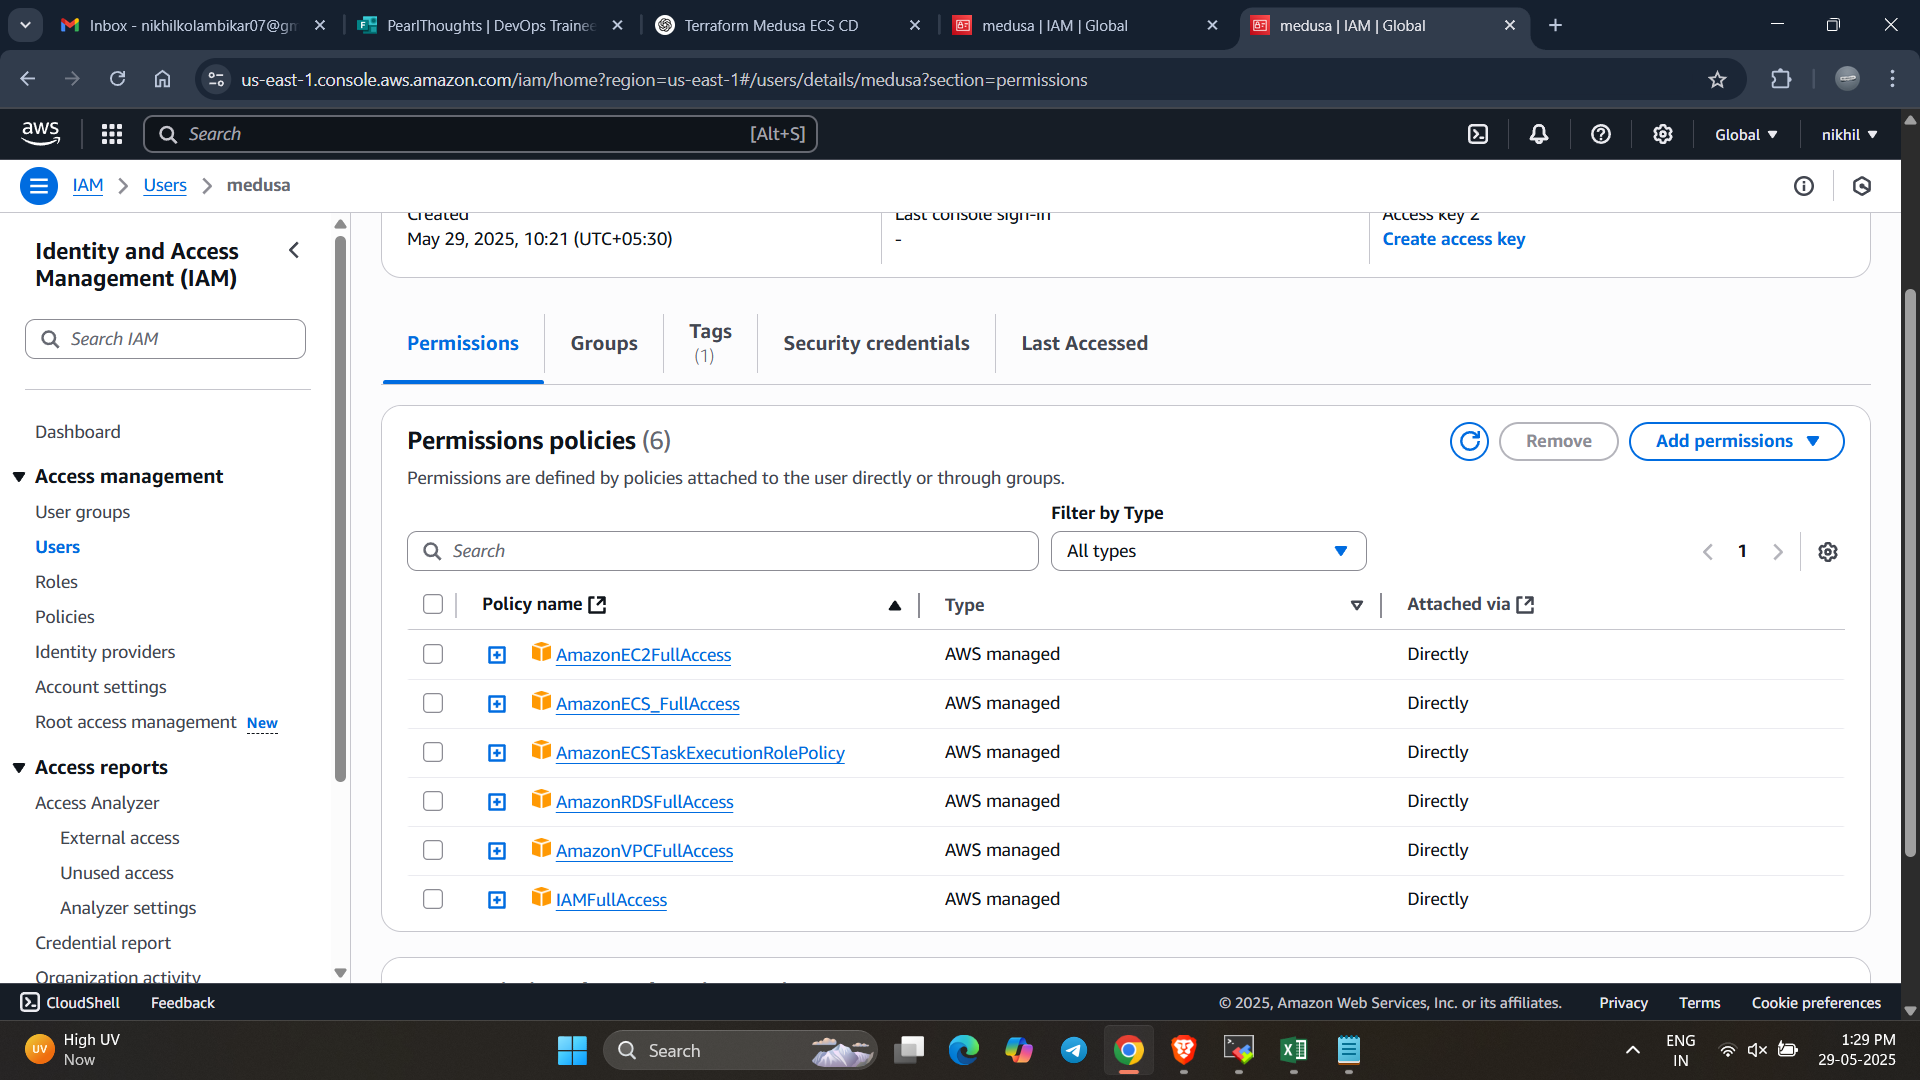 Inbox - nikhilkolambikar07@gm
PearlThoughts | DevOps Trainee
Terraform Medusa ECS CD
medusa | IAM | Global
medusa | IAM | Global
us-east-1.console.aws.amazon.com/iam/home?region=us-east-1#/users/details/medusa?section=permissions
aws
Search
[Alt+S]
Global
nikhil
IAM
Users
medusa
Identity and Access
Management (IAM)
Search IAM
Dashboard
Access management
User groups
Users
Roles
Policies
Identity providers
Account settings
Root access management New
Access reports
Access Analyzer
External access
Unused access
Analyzer settings
Credential report
Organization activity
Created
May 29, 2025, 10:21 (UTC+05:30)
Last console sign-in
-
Access key 2
Create access key
Permissions
Groups
Tags
(1)
Security credentials
Last Accessed
Permissions policies (6)
Remove
Add permissions
Permissions are defined by policies attached to the user directly or through groups.
Filter by Type
Search
All types
1
Policy name
Type
Attached via
AmazonEC2FullAccess AWS managed Directly
AmazonECS_FullAccess AWS managed Directly
AmazonECSTaskExecutionRolePolicy AWS managed Directly
AmazonRDSFullAccess AWS managed Directly
AmazonVPCFullAccess AWS managed Directly
IAMFullAccess AWS managed Directly
CloudShell
Feedback
© 2025, Amazon Web Services, Inc. or its affiliates.
Privacy
Terms
Cookie preferences
UV
High UV
Now
Search
ENG
IN
1:29 PM
29-05-2025